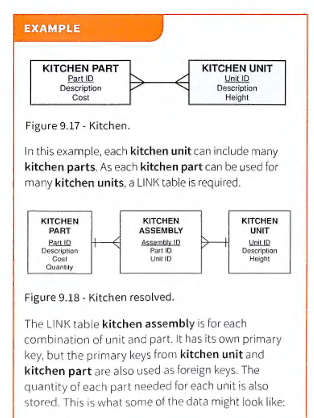 EXAMPLE
KITCHEN PART
Part ID
Description
Cost
KITCHEN UNIT
Unit ID
Description
Height
Figure 9.17 - Kitchen.
In this example, each kitchen unit can include many
kitchen parts. As each kitchen part can be used for
many kitchen units, a LINK table is required.
KITCHEN
PART
Part ID
Description
Cost
Quantity
KITCHEN
ASSEMBLY
Assembly ID
Part ID
Unit ID
KITCHEN
UNIT
Unit ID
Description
Height
Figure 9.18 - Kitchen resolved.
The LINK table kitchen assembly is for each
combination of unit and part. It has its own primary
key, but the primary keys from kitchen unit and
kitchen part are also used as foreign keys. The
quantity of each part needed for each unit is also
stored. This is what some of the data might look like: